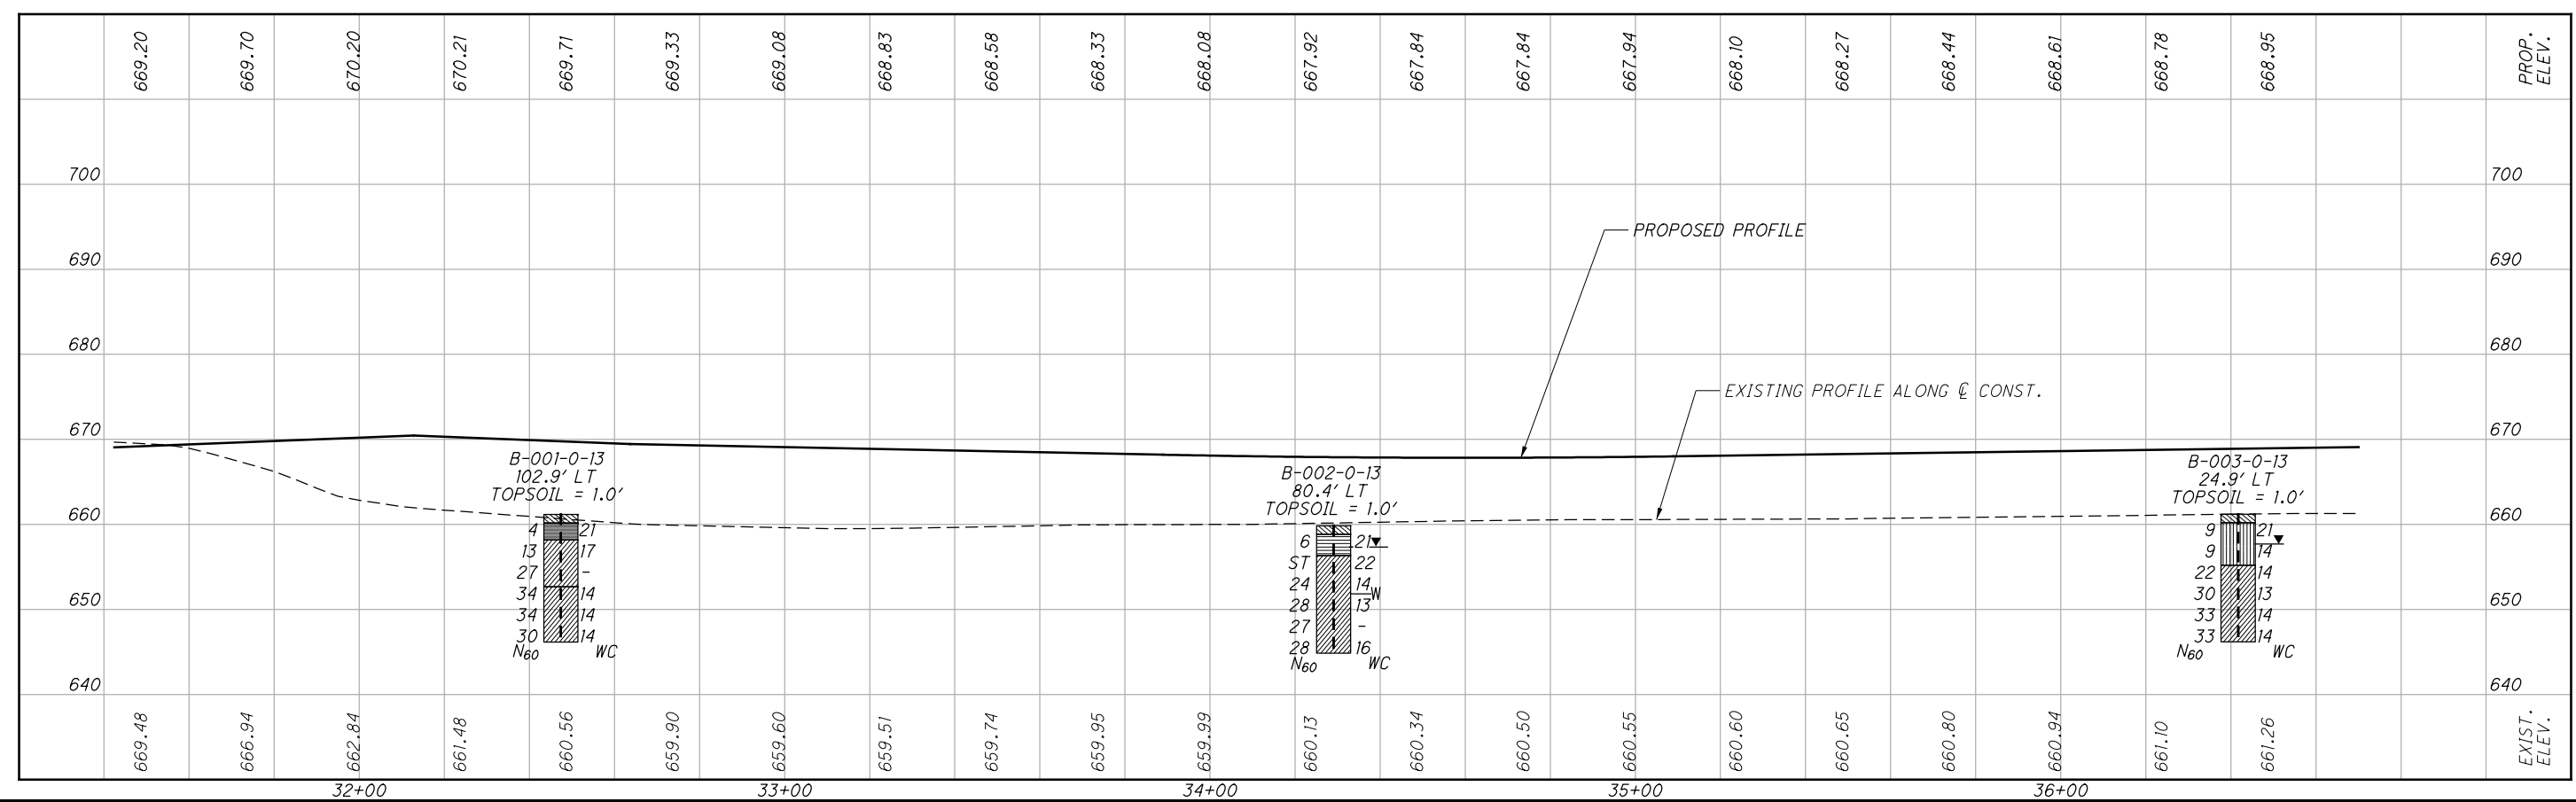 669.20 669.70 670.20 670.21 669.71 669.33 669.08 668.83 668.58 668.33 668.08 667.92 667.84 667.84 667.94 668.10 668.27 668.44 668.61 668.78 668.95
PROP.
ELEV.
700 700
690 690
680 680
670 670
660 660
650 650
640 640
PROPOSED PROFILE
EXISTING PROFILE ALONG ℄ CONST.
B-001-0-13
102.9' LT
TOPSOIL = 1.0'
4 21
13 17
27 -
34 14
34 14
30 14
N60 WC
B-002-0-13
80.4' LT
TOPSOIL = 1.0'
6 21
ST 22
24 14
W
28 13
27 -
28 16
N60 WC
B-003-0-13
24.9' LT
TOPSOIL = 1.0'
9 21
9 14
22 14
30 13
33 14
33 14
N60 WC
669.48 666.94 662.84 661.48 660.56 659.90 659.60 659.51 659.74 659.95 659.99 660.13 660.34 660.50 660.55 660.60 660.65 660.80 660.94 661.10 661.26
EXIST.
ELEV.
32+00 33+00 34+00 35+00 36+00